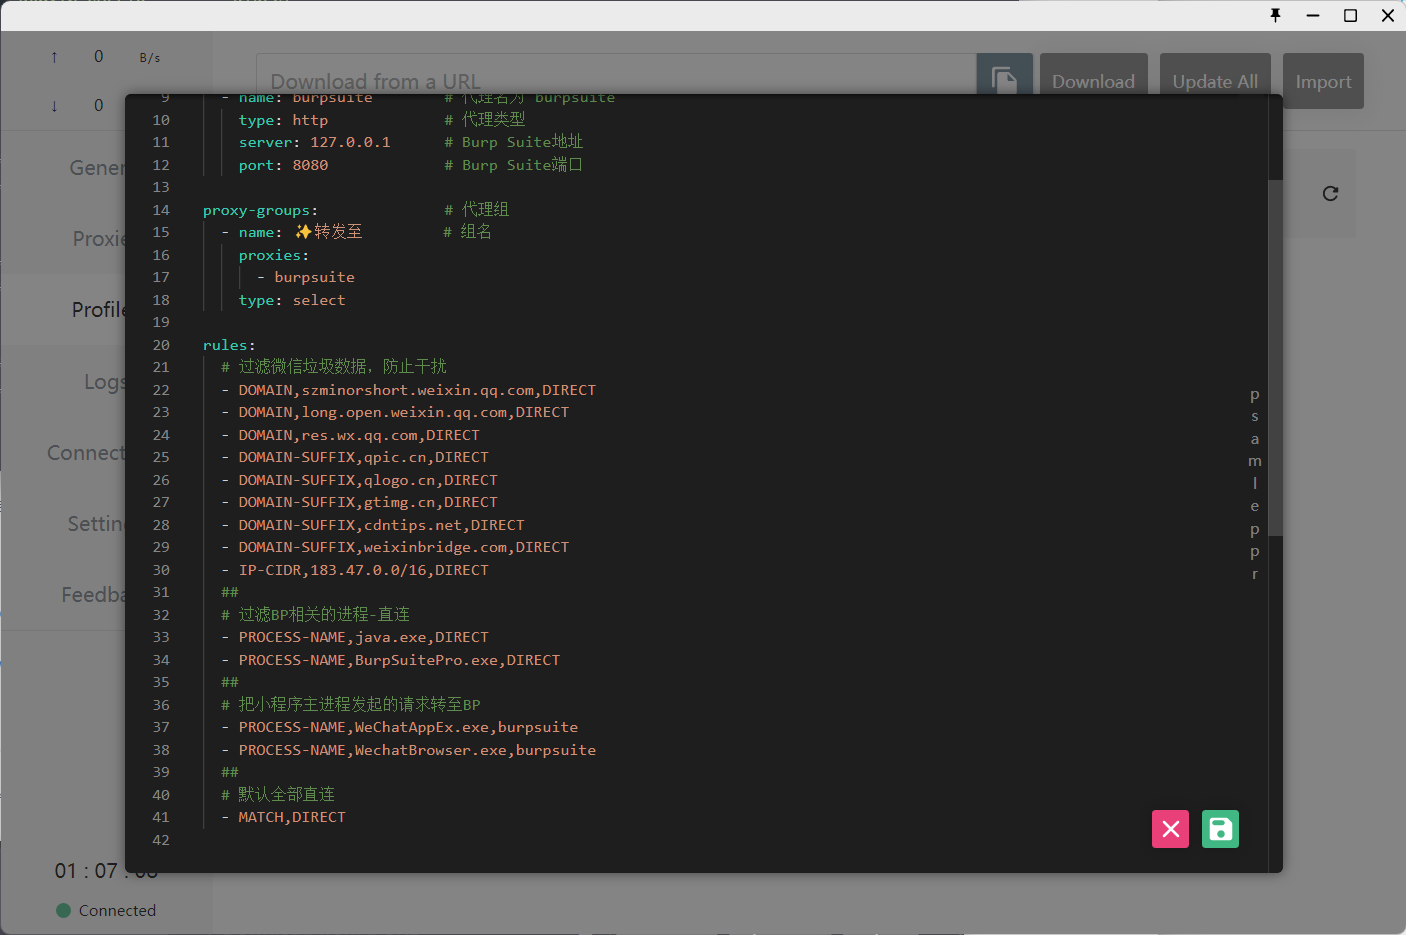 ↑ 0 B/s
↓ 0
Download from a URL
Download
Update All
Import
Gener
Proxie
Profile
Logs
Connect
Settin
Feedba
01 : 07 :
Connected
9 - name: burpsuite # 代理名为 burpsuite
10 type: http # 代理类型
11 server: 127.0.0.1 # Burp Suite地址
12 port: 8080 # Burp Suite端口
13
14 proxy-groups: # 代理组
15 - name: ✨转发至 # 组名
16 proxies:
17 - burpsuite
18 type: select
19
20 rules:
21 # 过滤微信垃圾数据，防止干扰
22 - DOMAIN,szminorshort.weixin.qq.com,DIRECT
23 - DOMAIN,long.open.weixin.qq.com,DIRECT
24 - DOMAIN,res.wx.qq.com,DIRECT
25 - DOMAIN-SUFFIX,qpic.cn,DIRECT
26 - DOMAIN-SUFFIX,qlogo.cn,DIRECT
27 - DOMAIN-SUFFIX,gtimg.cn,DIRECT
28 - DOMAIN-SUFFIX,cdntips.net,DIRECT
29 - DOMAIN-SUFFIX,weixinbridge.com,DIRECT
30 - IP-CIDR,183.47.0.0/16,DIRECT
31 ##
32 # 过滤BP相关的进程-直连
33 - PROCESS-NAME,java.exe,DIRECT
34 - PROCESS-NAME,BurpSuitePro.exe,DIRECT
35 ##
36 # 把小程序主进程发起的请求转至BP
37 - PROCESS-NAME,WeChatAppEx.exe,burpsuite
38 - PROCESS-NAME,WechatBrowser.exe,burpsuite
39 ##
40 # 默认全部直连
41 - MATCH,DIRECT
42
p
s
a
m
l
e
p
p
r